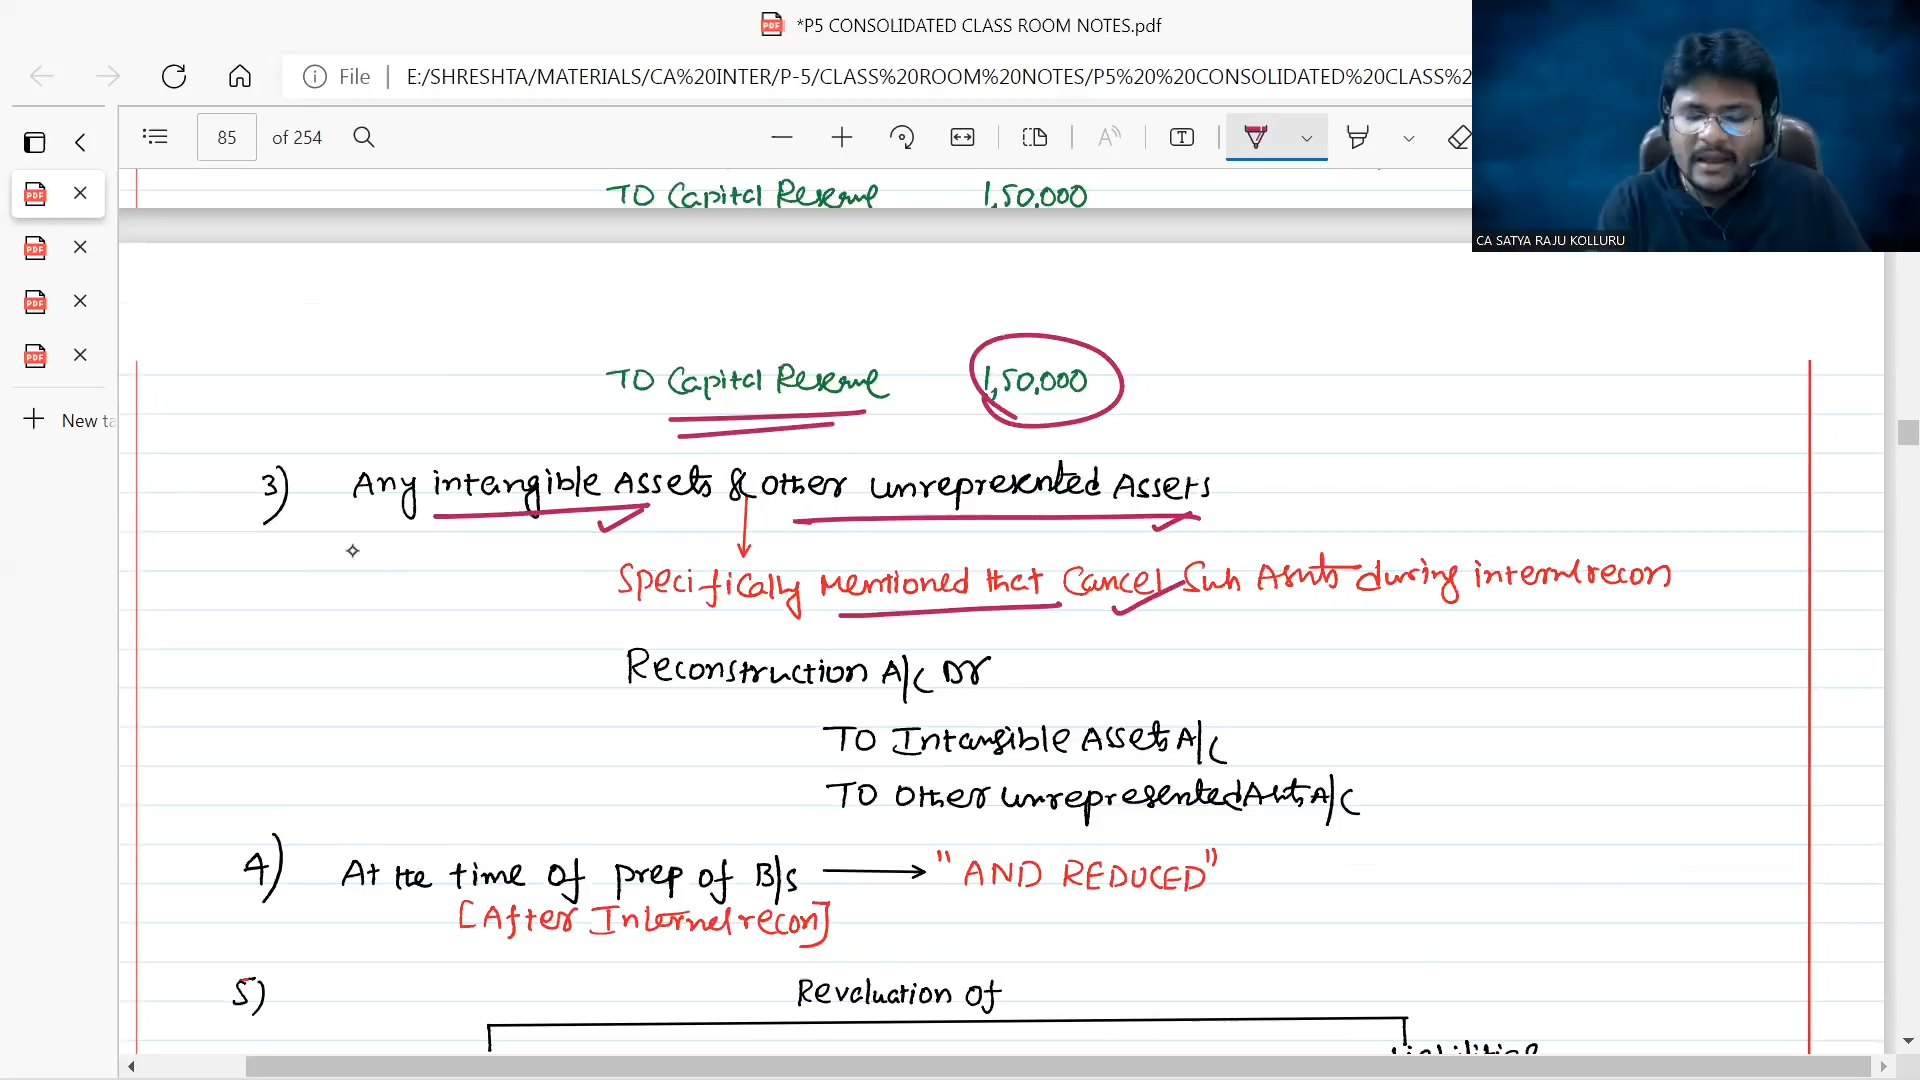 *P5 CONSOLIDATED CLASS ROOM NOTES.pdf
File | E:/SHRESHTA/MATERIALS/CA%20INTER/P-5/CLASS%20ROOM%20NOTES/P5%20%20CONSOLIDATED%20CLASS%2
85 of 254
CA SATYA RAJU KOLLURU
New ta
TO Capital Reserve 1,50,000
TO Capital Reserve 1,50,000
3) Any intangible Assets & other unrepresented Assets
Specifically mentioned that Cancel Such Assets during internal recon
Reconstruction A/C Dr
TO Intangible Assets A/C
TO Other unrepresented Assets A/C
4) At the time of prep of B/s → "AND REDUCED"
[After Internal recon]
5) Revaluation of